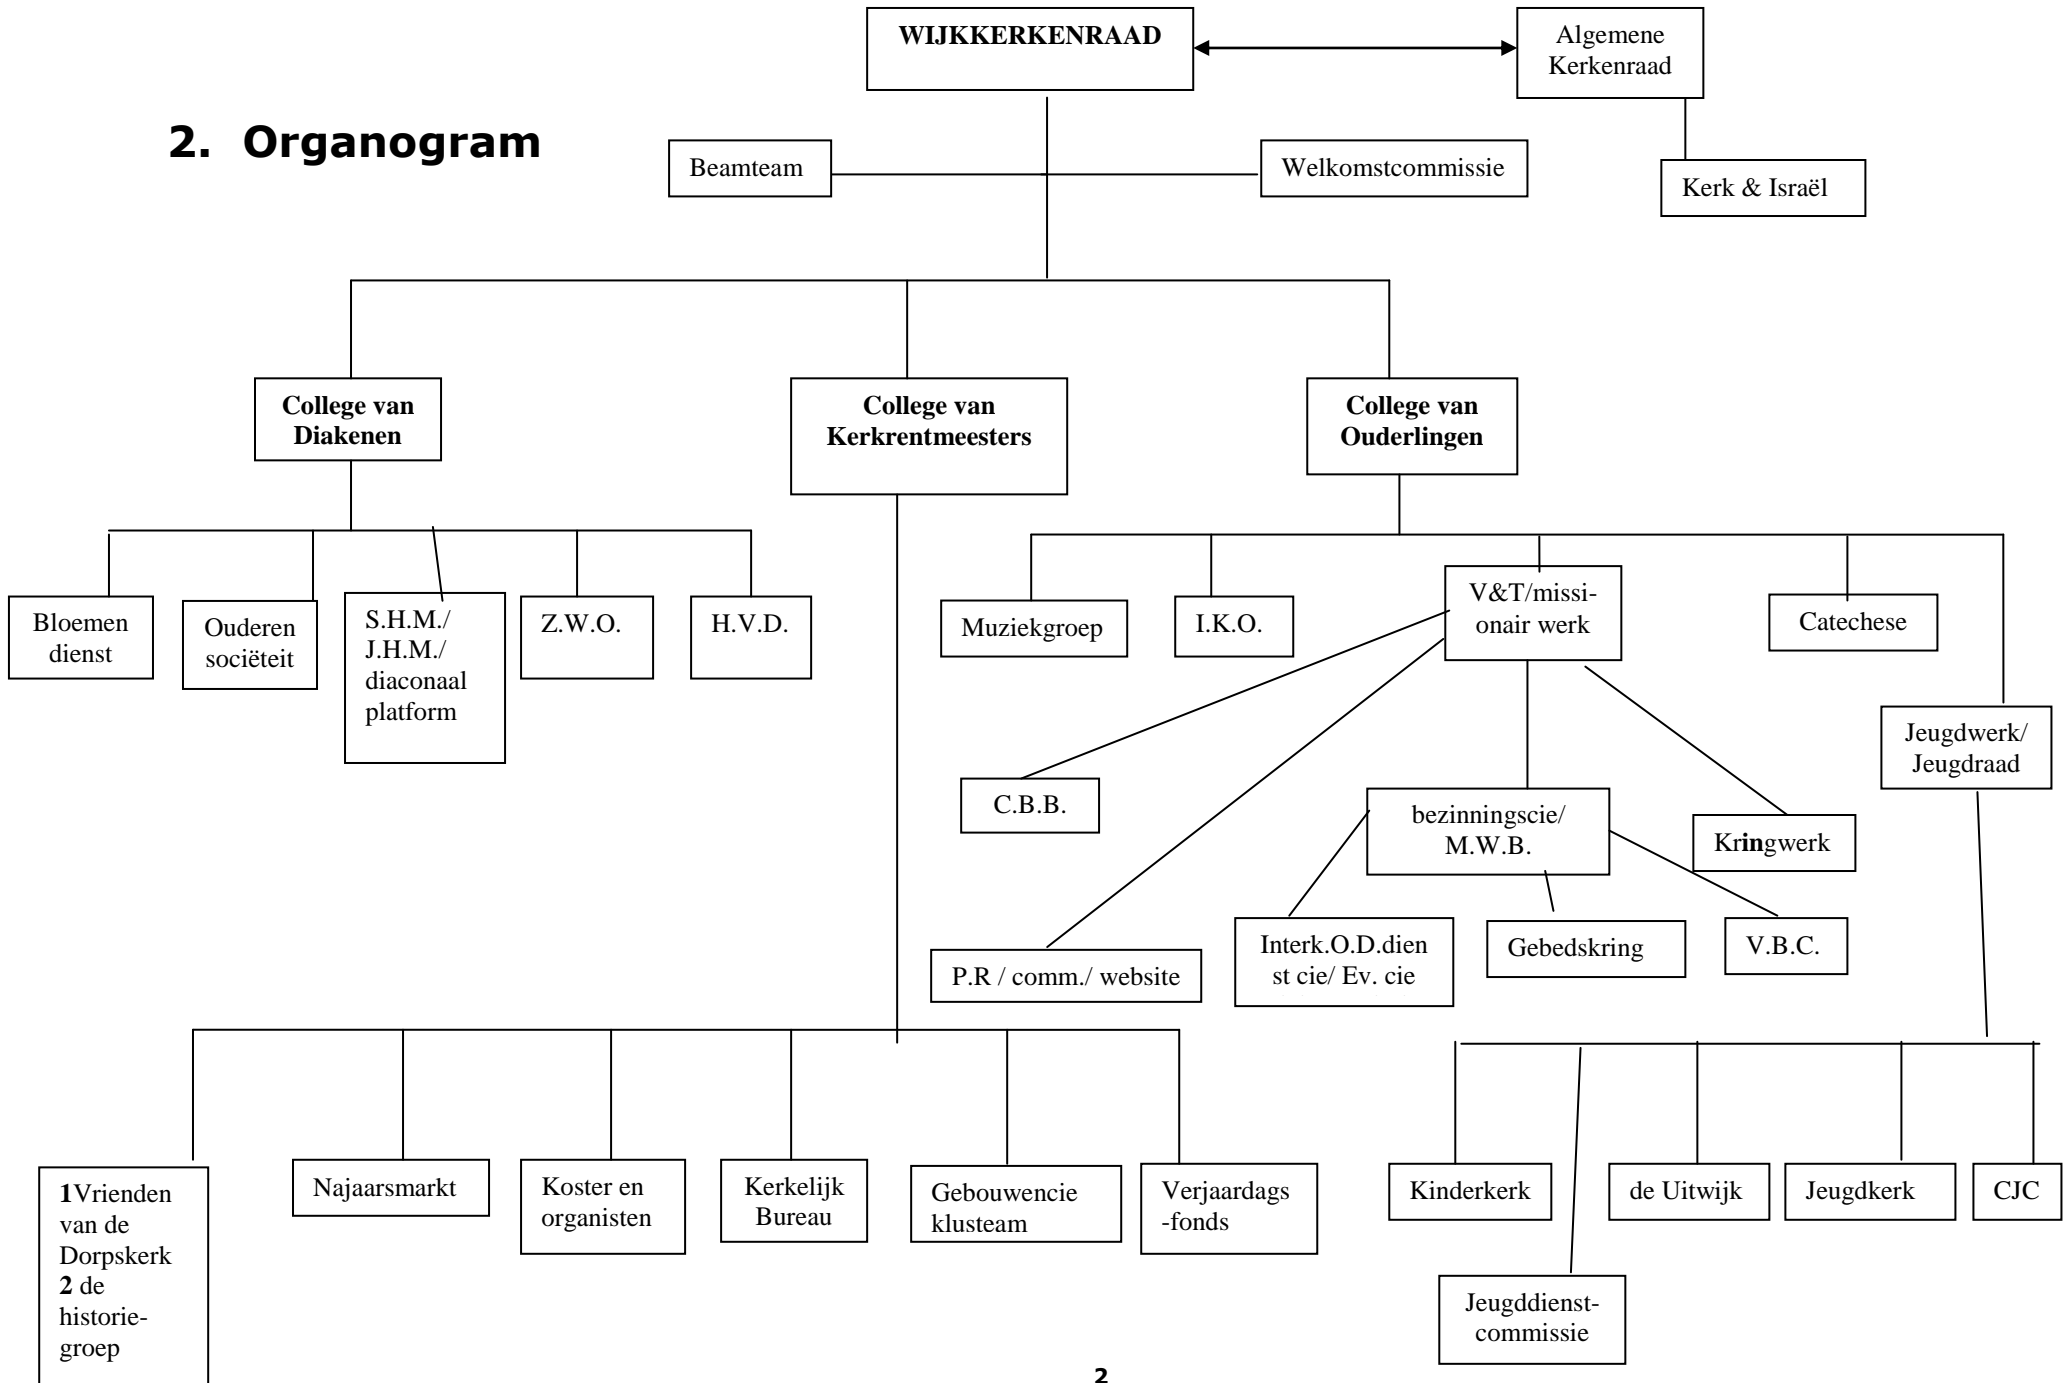 WIJKKERKENRAAD
Algemene
Kerkenraad
2. Organogram
Beamteam
Welkomstcommissie
Kerk & Israël
College van
Diakenen
College van
Kerkrentmeesters
College van
Ouderlingen
Bloemen
dienst
Ouderen
sociëteit
S.H.M./
J.H.M./
diaconaal
platform
Z.W.O.
H.V.D.
Muziekgroep
I.K.O.
V&T/missi-
onair werk
Catechese
Jeugdwerk/
Jeugdraad
C.B.B.
bezinningscie/
M.W.B.
Kringwerk
P.R / comm./ website
Interk.O.D.dien
st cie/ Ev. cie
Gebedskring
V.B.C.
1Vrienden
van de
Dorpskerk
2 de
historie-
groep
Najaarsmarkt
Koster en
organisten
Kerkelijk
Bureau
Gebouwencie
klusteam
Verjaardags
-fonds
Kinderkerk
de Uitwijk
Jeugdkerk
CJC
Jeugddienst-
commissie
2